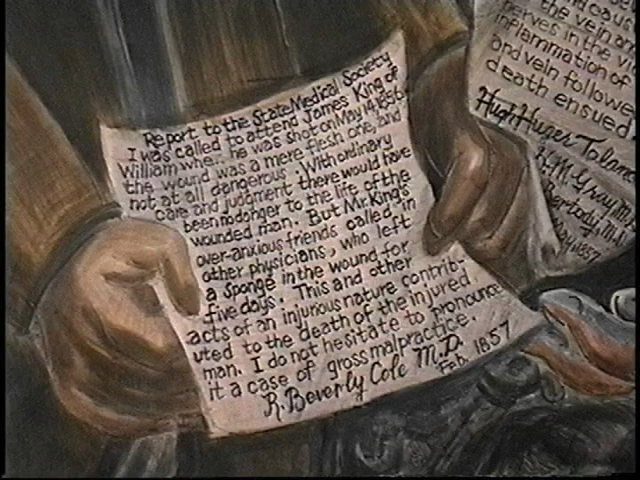 Report to the State Medical Society
I was called to attend James King of
William whe.. he was shot on May 14, 1856
the wound was a mere flesh one, and
not at all dangerous. With ordinary
care and judgment there would have
been no danger to the life of the
wounded man. But Mr. King's
over-anxious friends called in
other physicians, who left
a sponge in the wound for
five days. This and other
acts of an injurious nature contrib-
uted to the death of the injured
man. I do not hesitate to pronounce
it a case of gross malpractice.
R. Beverly Cole M.D.
Feb. 1857
the vein and
nerves in the
inflammation of
and vein followed
death ensued
Hugh Huger
Gray, M.
1857